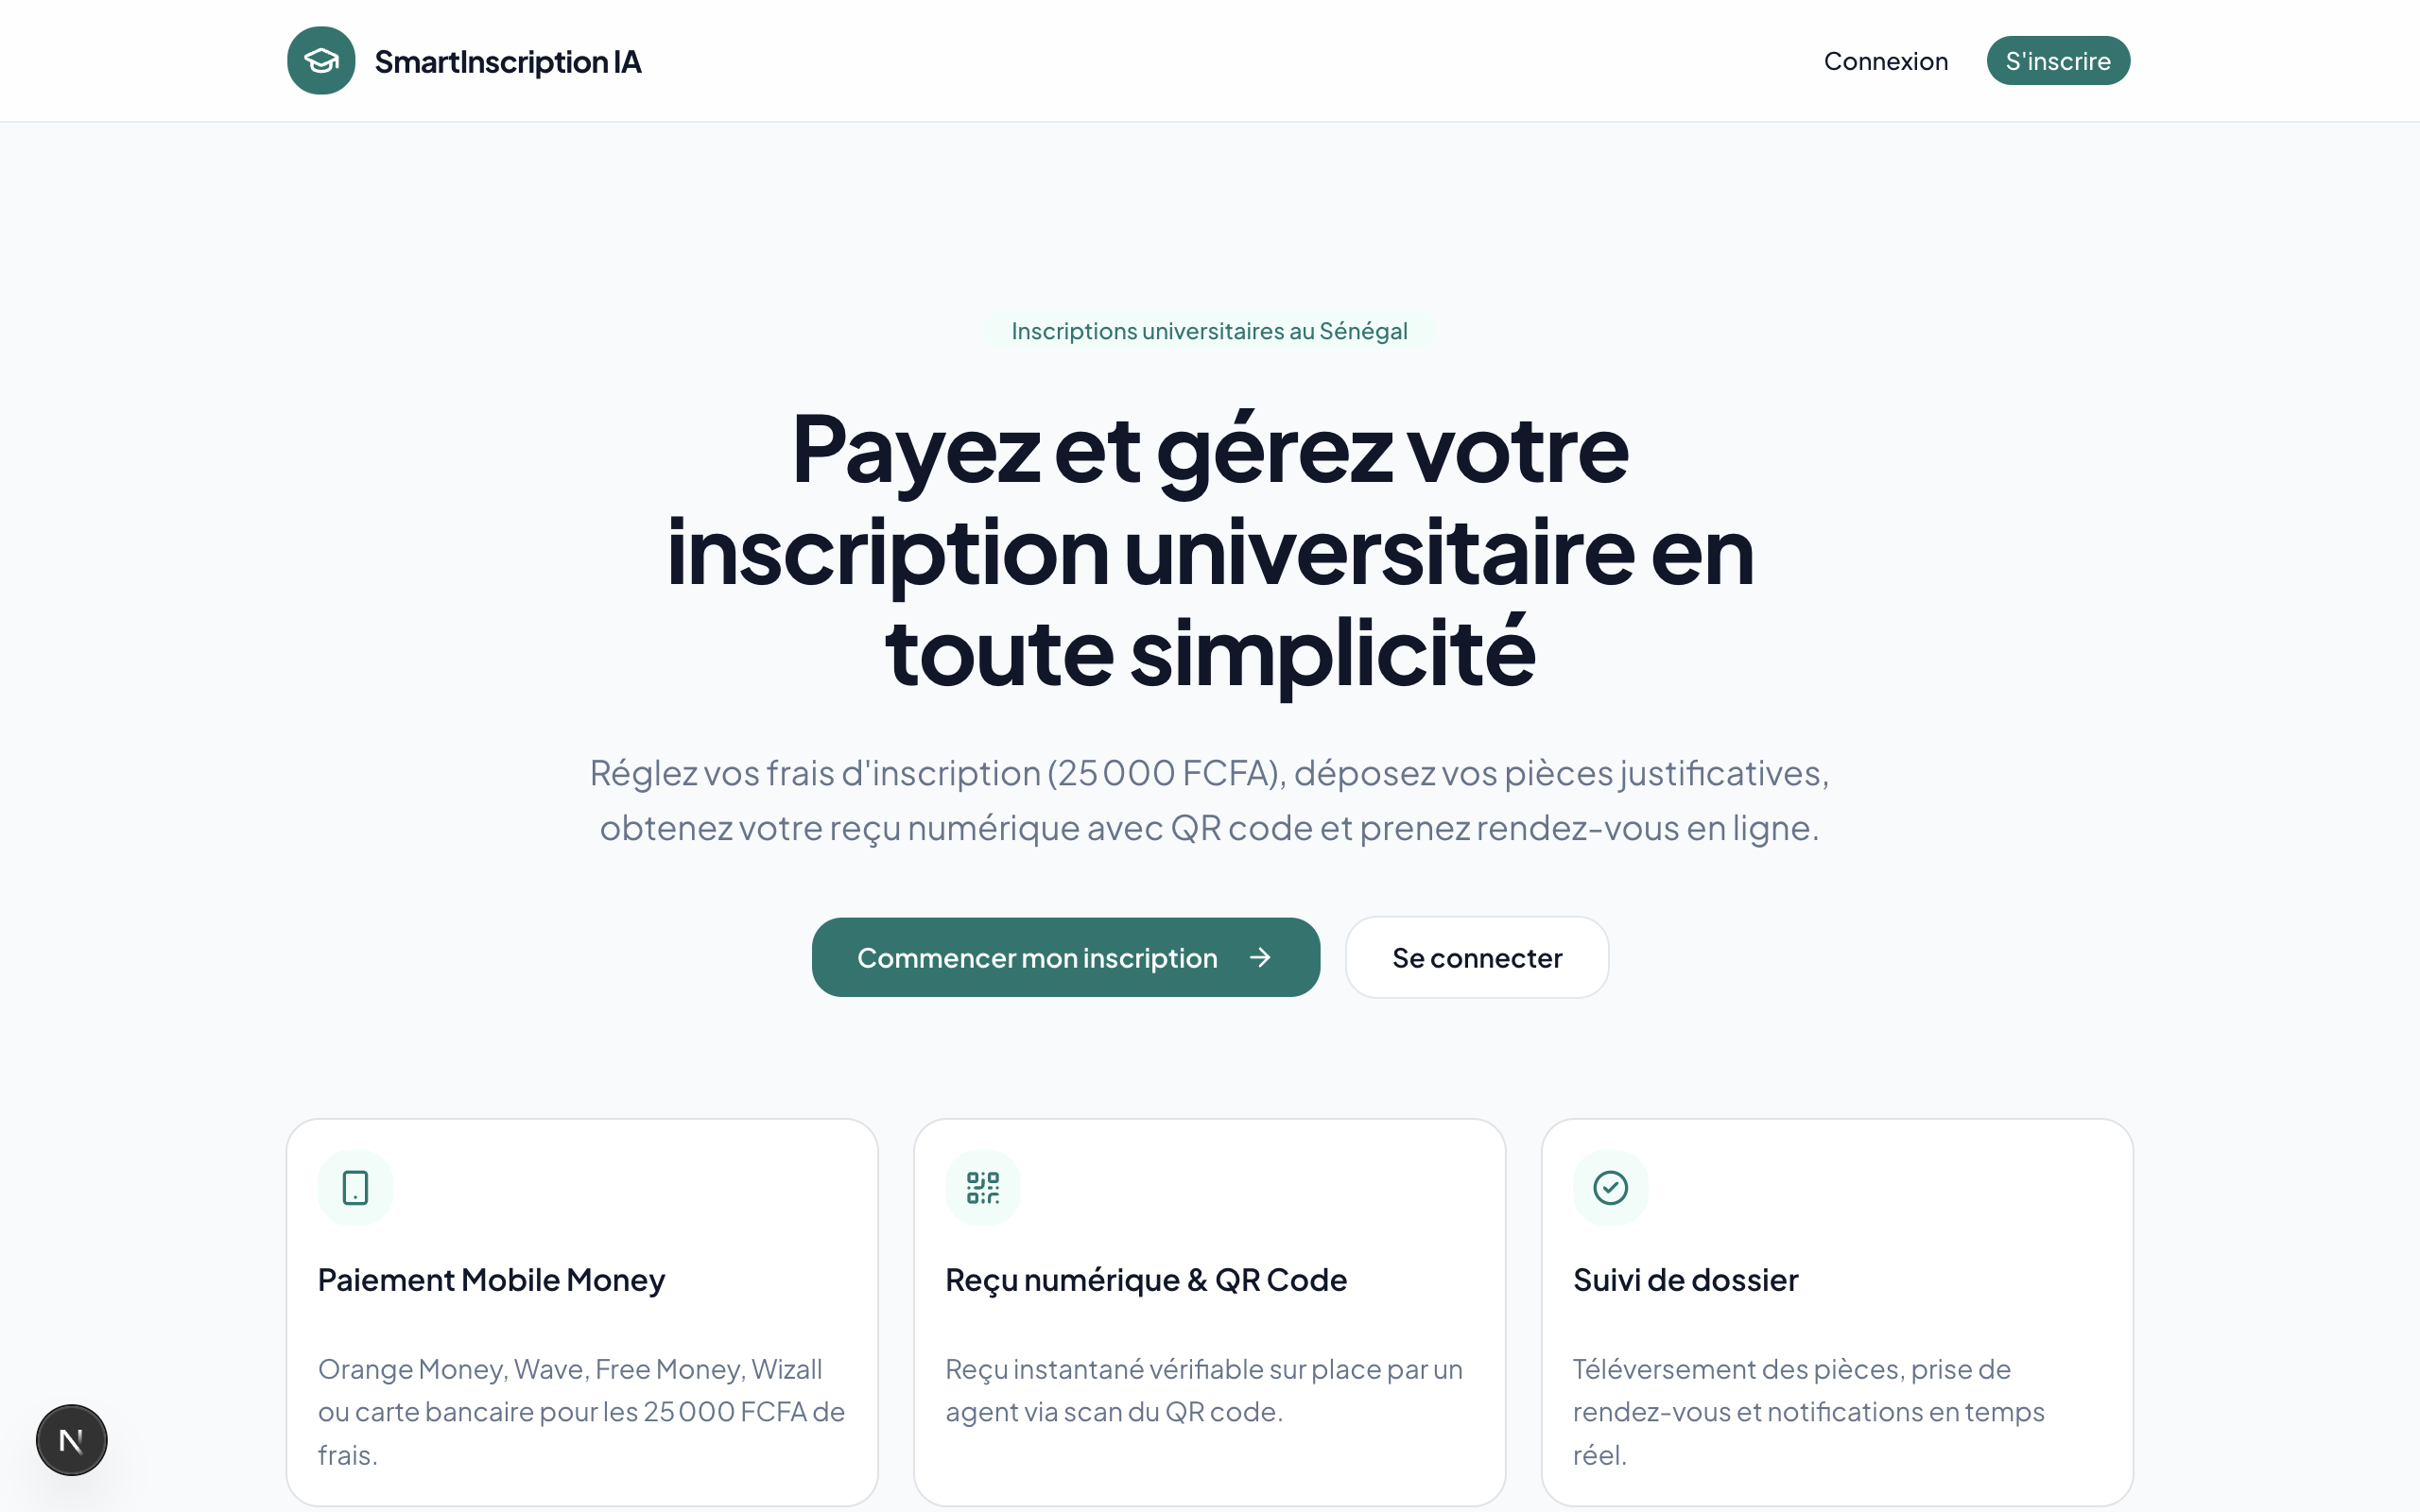 SmartInscription IA
Connexion
S'inscrire
Inscriptions universitaires au Sénégal
Payez et gérez votre
inscription universitaire en
toute simplicité
Réglez vos frais d'inscription (25 000 FCFA), déposez vos pièces justificatives,
obtenez votre reçu numérique avec QR code et prenez rendez-vous en ligne.
Commencer mon inscription →
Se connecter
Paiement Mobile Money
Orange Money, Wave, Free Money, Wizall
ou carte bancaire pour les 25 000 FCFA de
frais.
Reçu numérique & QR Code
Reçu instantané vérifiable sur place par un
agent via scan du QR code.
Suivi de dossier
Téléversement des pièces, prise de
rendez-vous et notifications en temps
réel.
N